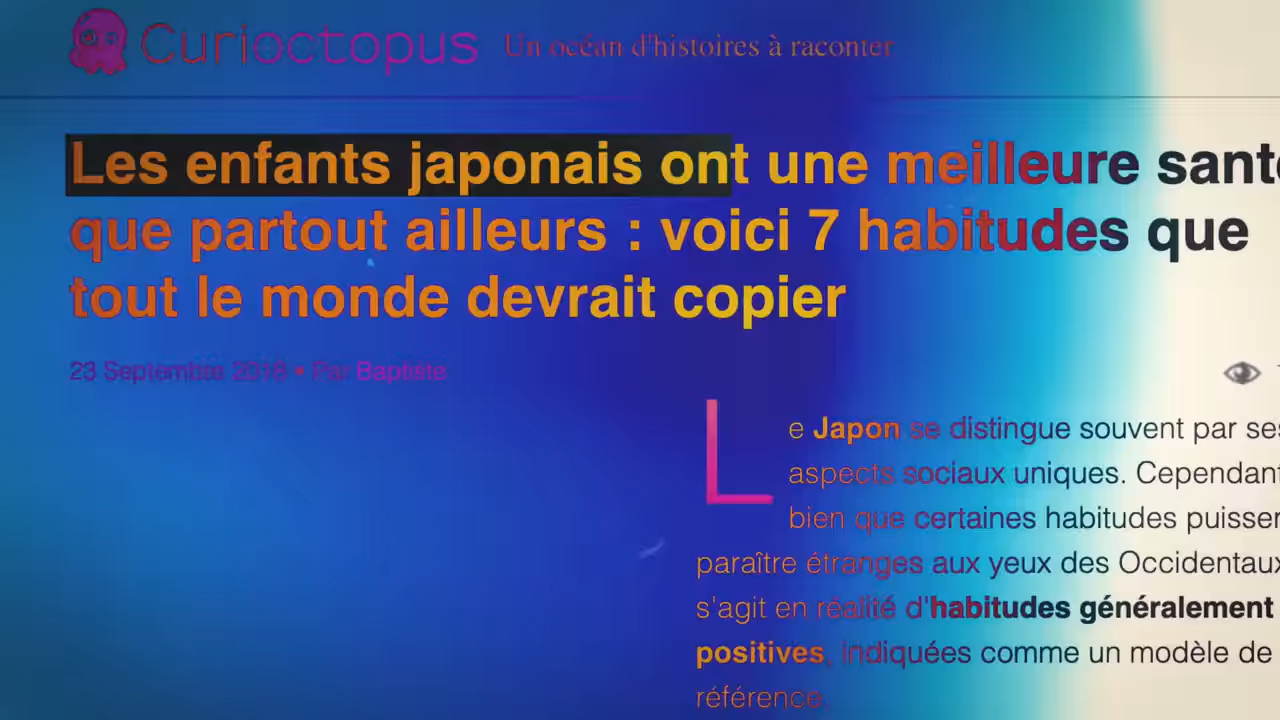 Curioctopus Un océan d'histoires à raconter
Les enfants japonais ont une meilleure santé
que partout ailleurs : voici 7 habitudes que
tout le monde devrait copier
23 Septembre 2018 • Par Baptiste
Le Japon se distingue souvent par ses
aspects sociaux uniques. Cependant
bien que certaines habitudes puissen
paraître étranges aux yeux des Occidentaux
s'agit en réalité d'habitudes généralement
positives, indiquées comme un modèle de
référence.